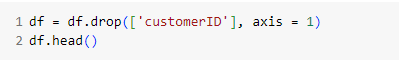 1 df = df.drop(['customerID'], axis = 1)
2 df.head()